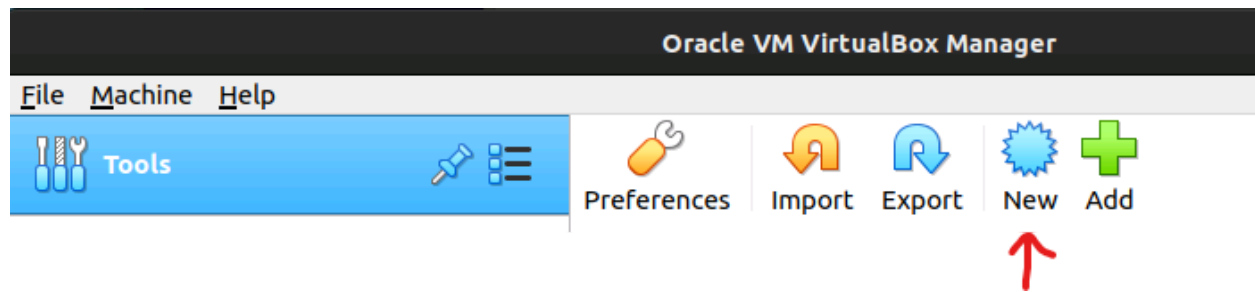 Oracle VM VirtualBox Manager
File Machine Help
Tools
Preferences Import Export New Add